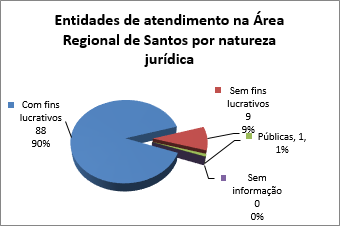 Entidades de atendimento na Área
Regional de Santos por natureza
jurídica
Com fins
lucrativos
88
90%
Sem fins
lucrativos
9
9%
Públicas, 1,
1%
Sem
informação
0
0%